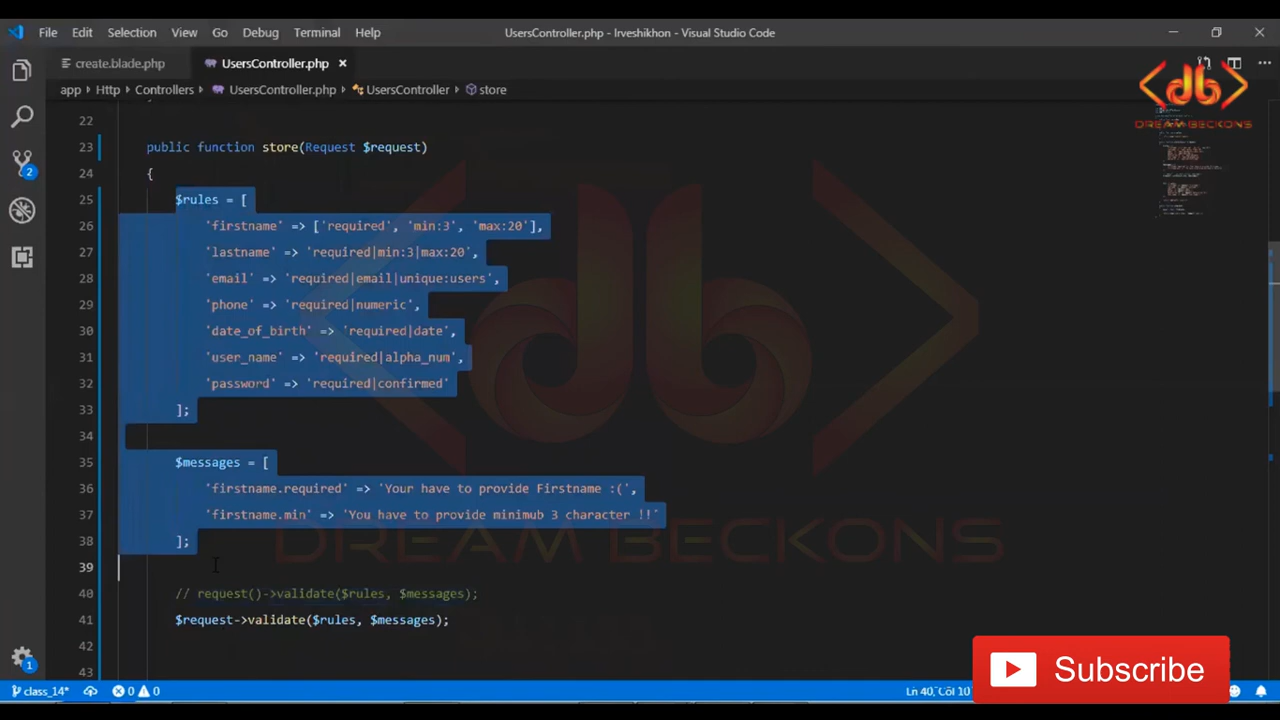 File Edit Selection View Go Debug Terminal Help UsersController.php - lrveshikhon - Visual Studio Code
create.blade.php UsersController.php
app Http Controllers UsersController.php UsersController store
DREAM BECKONS
22
23 public function store(Request $request)
24 {
25 $rules = [
26 'firstname' => ['required', 'min:3', 'max:20'],
27 'lastname' => 'required|min:3|max:20',
28 'email' => 'required|email|unique:users',
29 'phone' => 'required|numeric',
30 'date_of_birth' => 'required|date',
31 'user_name' => 'required|alpha_num',
32 'password' => 'required|confirmed'
33 ];
34
35 $messages = [
36 'firstname.required' => 'Your have to provide Firstname :(',
37 'firstname.min' => 'You have to provide minimub 3 character !!'
38 ];
DREAM BECKONS
39
40 // request()->validate($rules, $messages);
41 $request->validate($rules, $messages);
42
43
Subscribe
2
1
class_14* 0 0 Ln 40, Col 10